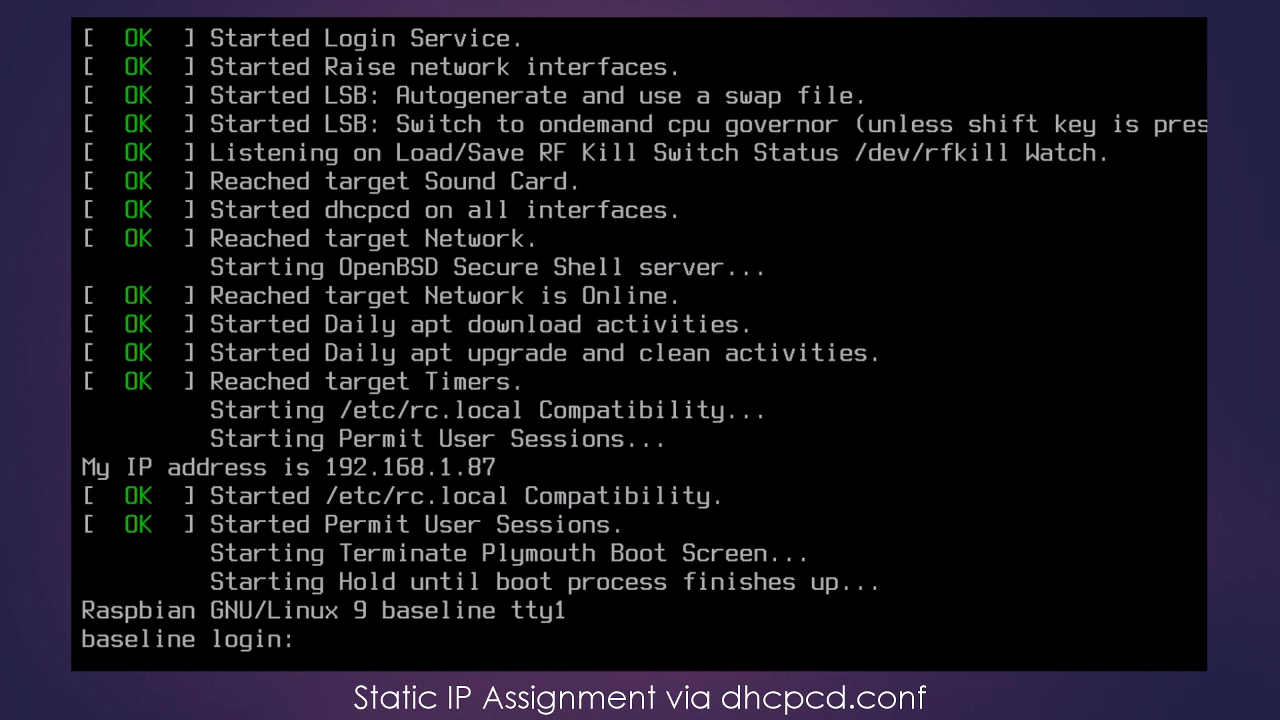 [  OK  ] Started Login Service.
[  OK  ] Started Raise network interfaces.
[  OK  ] Started LSB: Autogenerate and use a swap file.
[  OK  ] Started LSB: Switch to ondemand cpu governor (unless shift key is pres
[  OK  ] Listening on Load/Save RF Kill Switch Status /dev/rfkill Watch.
[  OK  ] Reached target Sound Card.
[  OK  ] Started dhcpcd on all interfaces.
[  OK  ] Reached target Network.
Starting OpenBSD Secure Shell server...
[  OK  ] Reached target Network is Online.
[  OK  ] Started Daily apt download activities.
[  OK  ] Started Daily apt upgrade and clean activities.
[  OK  ] Reached target Timers.
Starting /etc/rc.local Compatibility...
Starting Permit User Sessions...
My IP address is 192.168.1.87
[  OK  ] Started /etc/rc.local Compatibility.
[  OK  ] Started Permit User Sessions.
Starting Terminate Plymouth Boot Screen...
Starting Hold until boot process finishes up...
Raspbian GNU/Linux 9 baseline tty1
baseline login:
Static IP Assignment via dhcpcd.conf